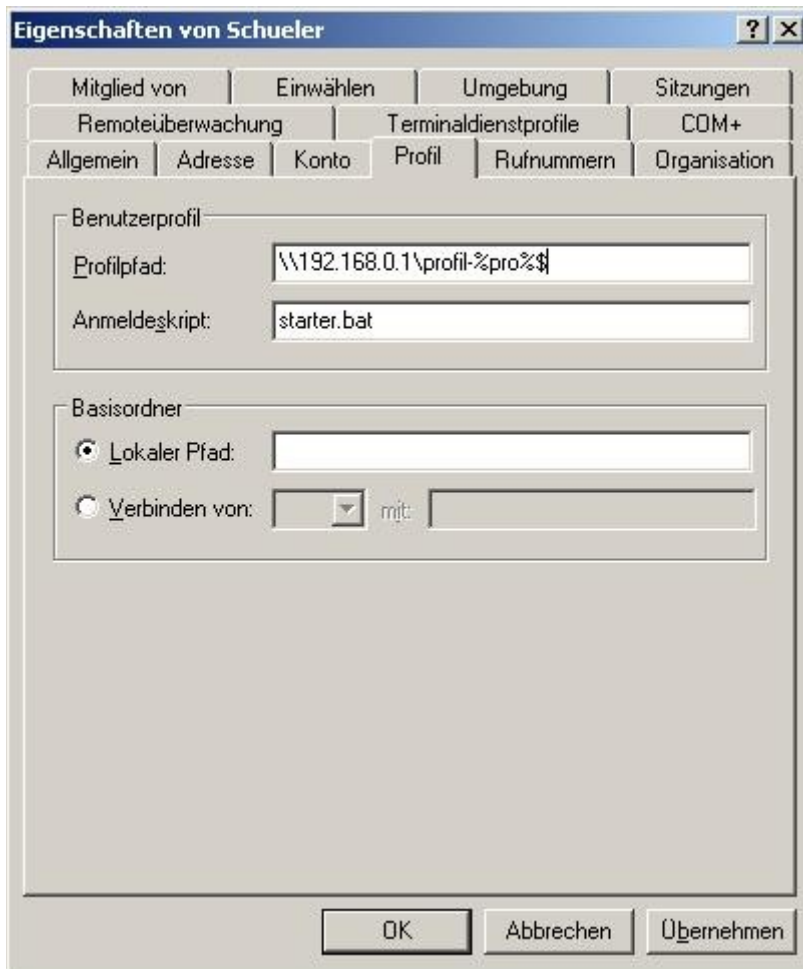 Eigenschaften von Schueler
Mitglied von Einwählen Umgebung Sitzungen
Remoteüberwachung Terminaldienstprofile COM+
Allgemein Adresse Konto Profil Rufnummern Organisation
Benutzerprofil
Profilpfad: \\192.168.0.1\profil-%pro%$
Anmeldeskript: starter.bat
Basisordner
Lokaler Pfad:
Verbinden von: mit:
OK Abbrechen Übernehmen